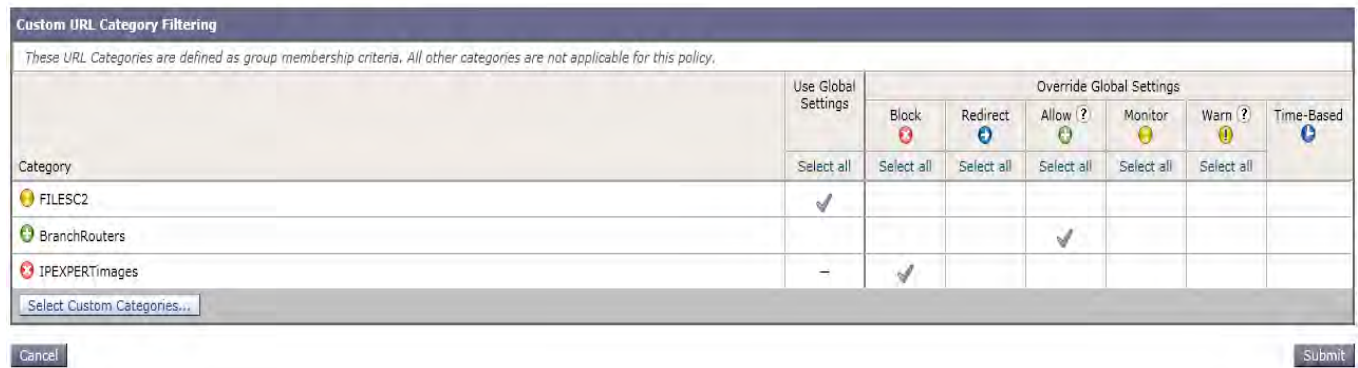 Custom URL Category Filtering
These URL Categories are defined as group membership criteria. All other categories are not applicable for this policy.
Use Global Settings
Override Global Settings
Block
Redirect
Allow ?
Monitor
Warn ?
Time-Based
Category
Select all
Select all
Select all
Select all
Select all
Select all
FILESC2
BranchRouters
IPEXPERTimages
–
Select Custom Categories...
Cancel
Submit